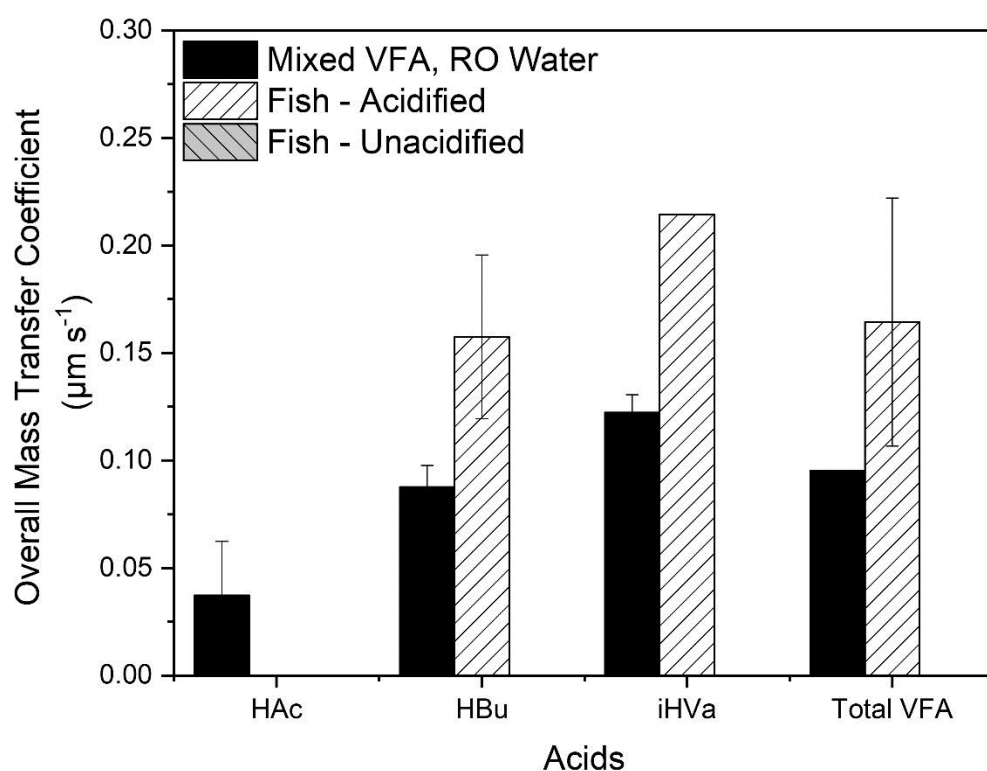 Overall Mass Transfer Coefficient
(µm s⁻¹)
0.30
0.25
0.20
0.15
0.10
0.05
0.00
Mixed VFA, RO Water
Fish - Acidified
Fish - Unacidified
HAc
HBu
iHVa
Total VFA
Acids